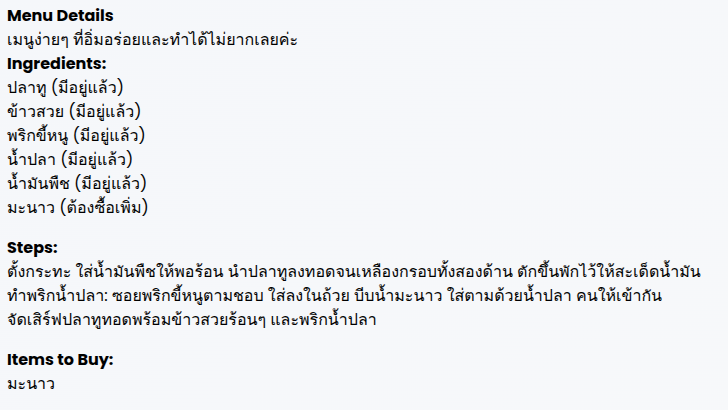 Menu Details
เมนูง่ายๆ ที่อิ่มอร่อยและทำได้ไม่ยากเลยค่ะ
Ingredients:
ปลาทู (มีอยู่แล้ว)
ข้าวสวย (มีอยู่แล้ว)
พริกขี้หนู (มีอยู่แล้ว)
น้ำปลา (มีอยู่แล้ว)
น้ำมันพืช (มีอยู่แล้ว)
มะนาว (ต้องซื้อเพิ่ม)
Steps:
ตั้งกระทะ ใส่น้ำมันพืชให้พอร้อน นำปลาทูลงทอดจนเหลืองกรอบทั้งสองด้าน ตักขึ้นพักไว้ให้สะเด็ดน้ำมัน
ทำพริกน้ำปลา: ซอยพริกขี้หนูตามชอบ ใส่ลงในถ้วย บีบน้ำมะนาว ใส่ตามด้วยน้ำปลา คนให้เข้ากัน
จัดเสิร์ฟปลาทูทอดพร้อมข้าวสวยร้อนๆ และพริกน้ำปลา
Items to Buy:
มะนาว